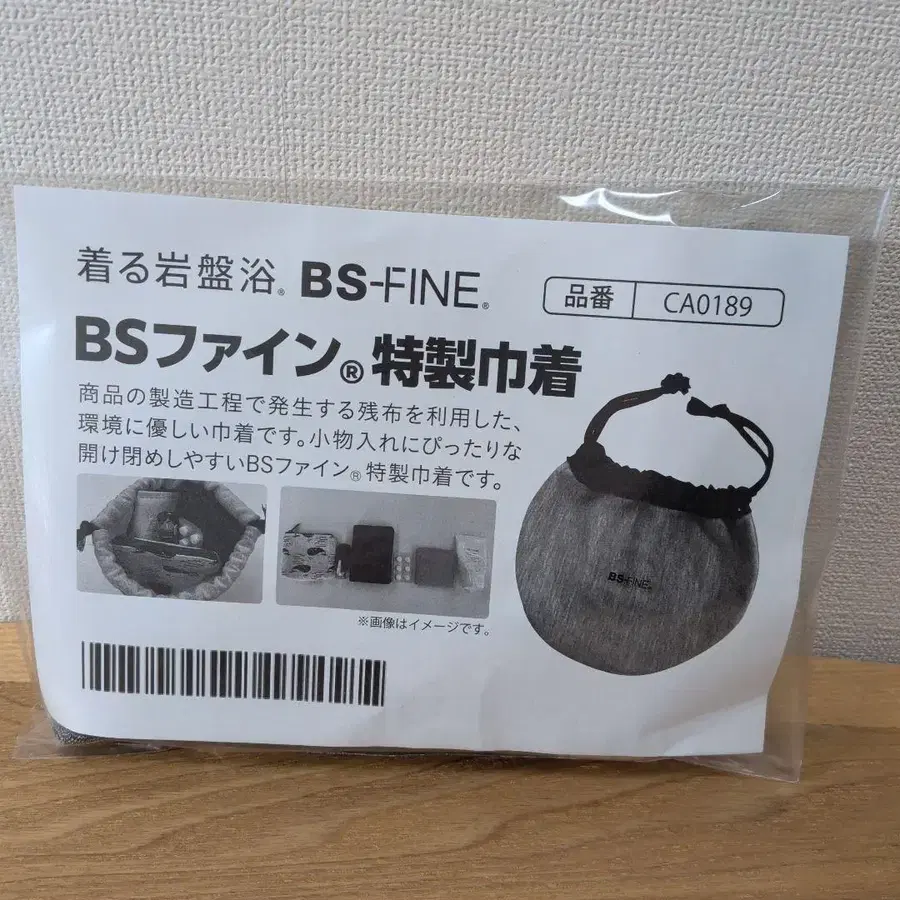 着る岩盤浴® BS-FINE®
品番 CA0189
BSファイン®特製巾着
商品の製造工程で発生する残布を利用した、
環境に優しい巾着です。小物入れにぴったりな
開け閉めしやすいBSファイン®特製巾着です。
BS-FINE®
※画像はイメージです。